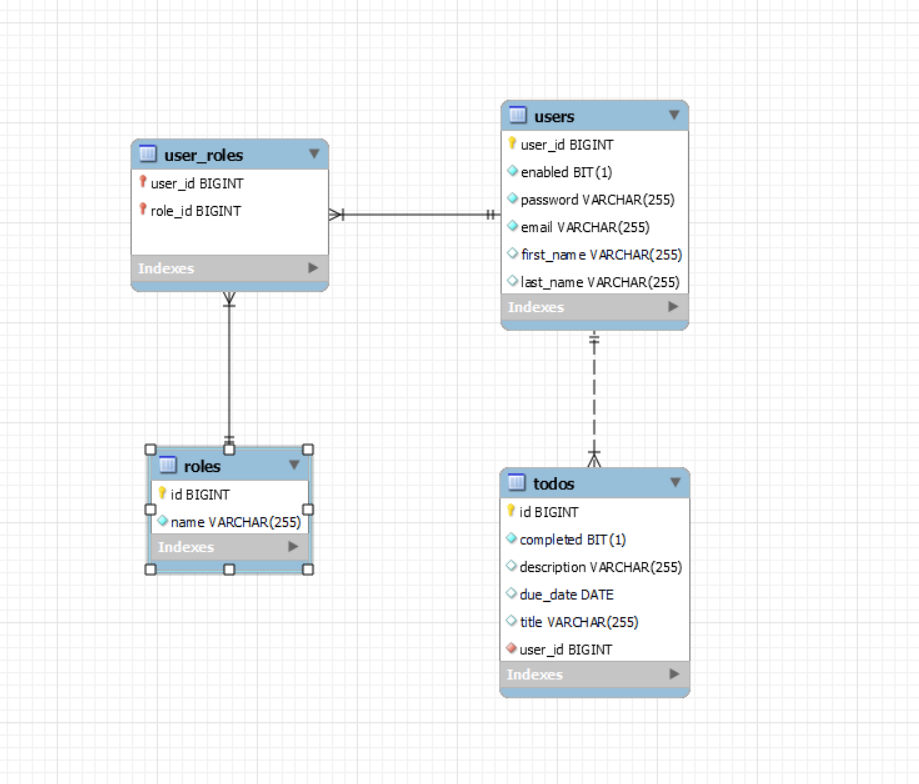 user_roles
user_id BIGINT
role_id BIGINT
Indexes
users
user_id BIGINT
enabled BIT(1)
password VARCHAR(255)
email VARCHAR(255)
first_name VARCHAR(255)
last_name VARCHAR(255)
Indexes
roles
id BIGINT
name VARCHAR(255)
Indexes
todos
id BIGINT
completed BIT(1)
description VARCHAR(255)
due_date DATE
title VARCHAR(255)
user_id BIGINT
Indexes